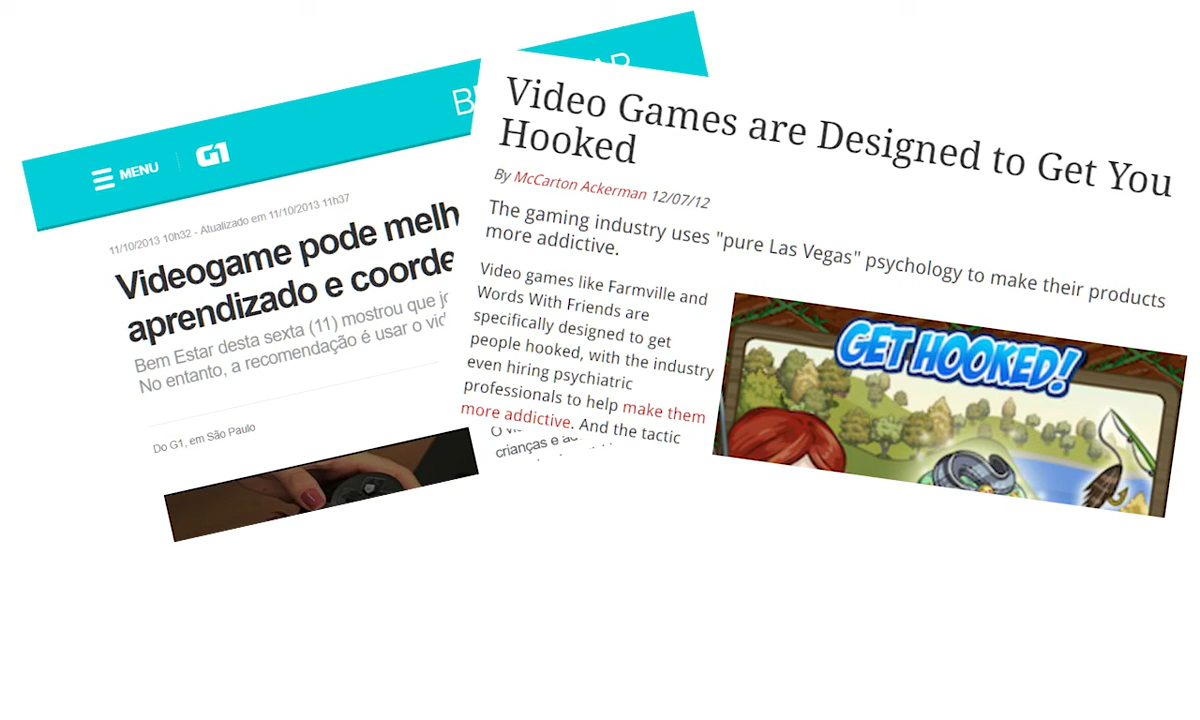 MENU
G1
11/10/2013 10h32 - Atualizado em 11/10/2013 11h37
Videogame pode melh
aprendizado e coorde
Bem Estar desta sexta (11) mostrou que jo
No entanto, a recomendação é usar o vid
Do G1, em São Paulo
Video Games are Designed to Get You
Hooked
By McCarton Ackerman 12/07/12
The gaming industry uses "pure Las Vegas" psychology to make their products
more addictive.
Video games like Farmville and
Words With Friends are
specifically designed to get
people hooked, with the industry
even hiring psychiatric
professionals to help make them
more addictive. And the tactic
crianças e
GET HOOKED!